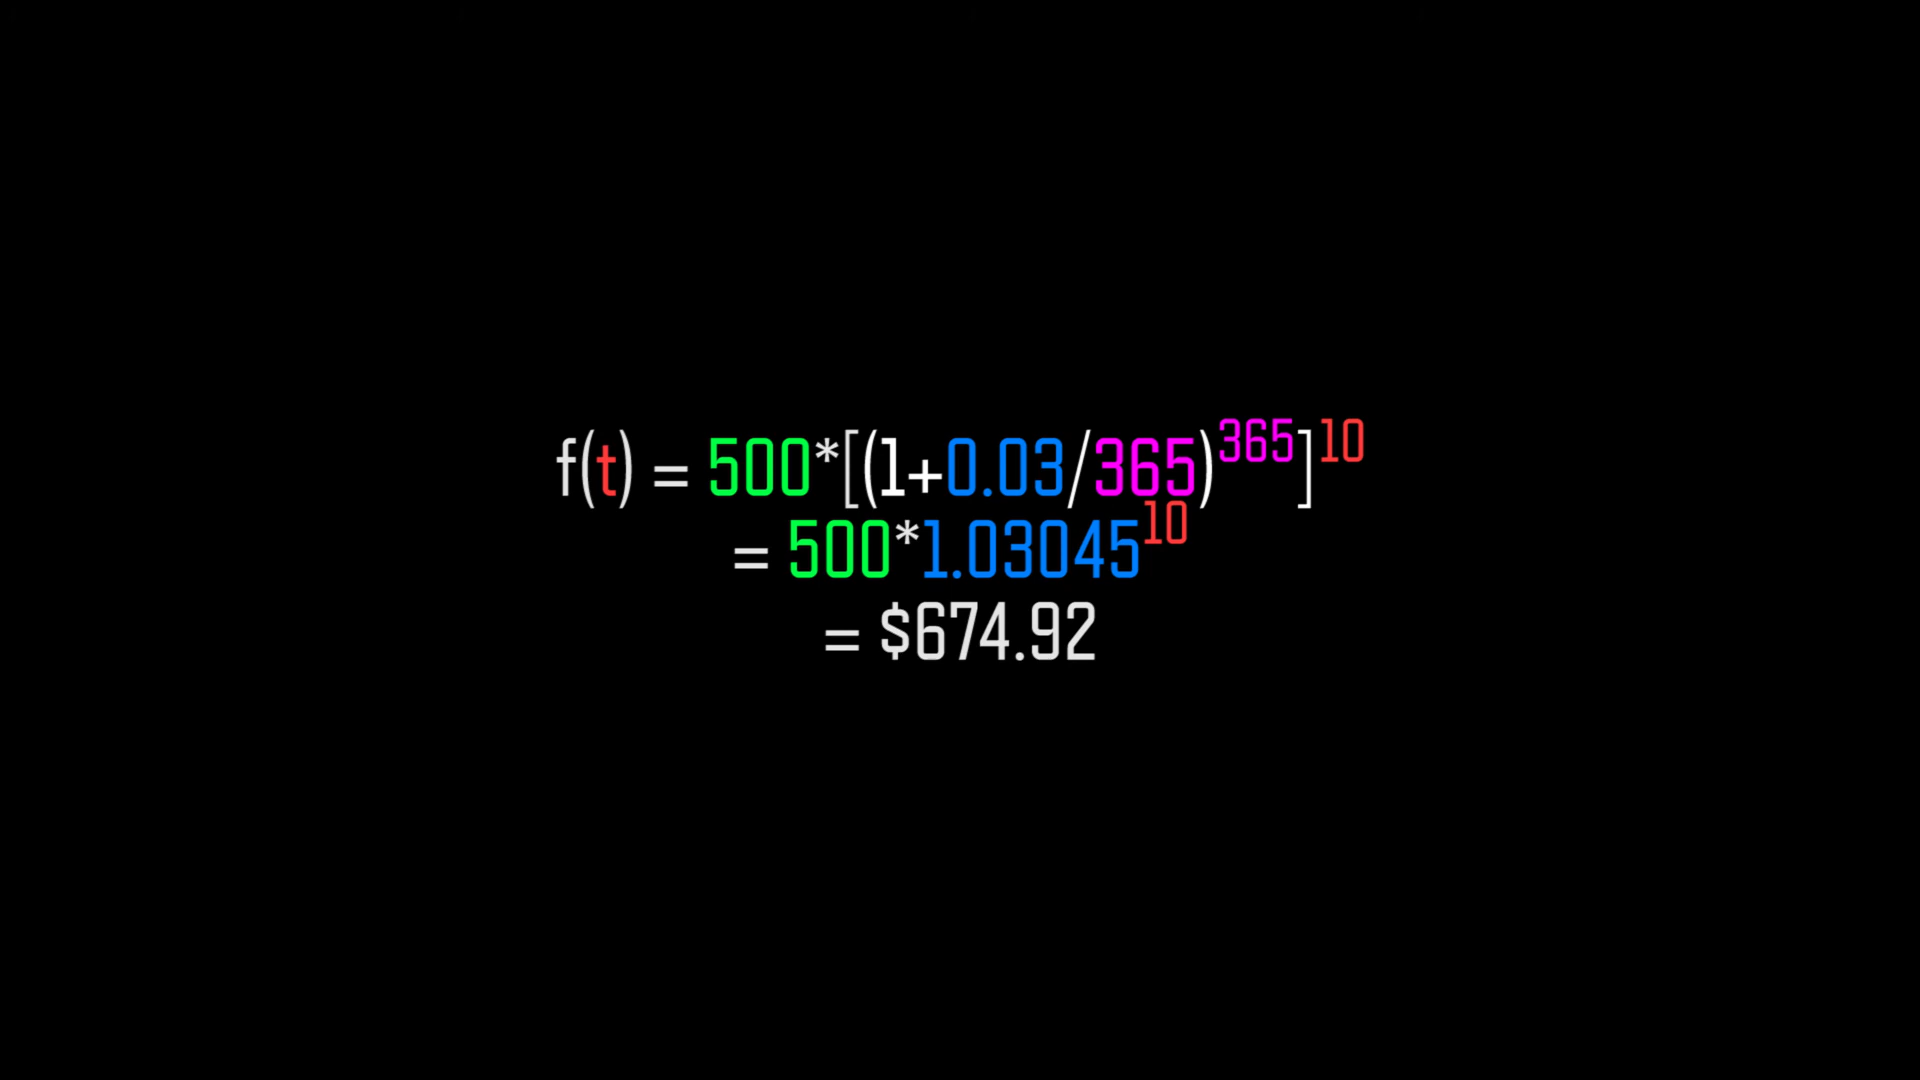 f(t) = 500*[(1+0.03/365)^365]^10
= 500*1.03045^10
= $674.92